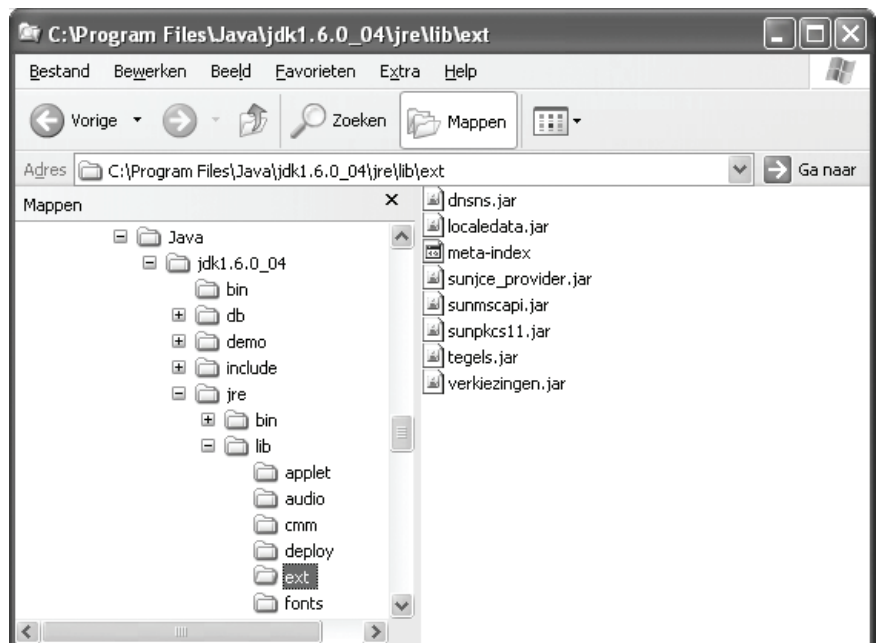 C:\Program Files\Java\jdk1.6.0_04\jre\lib\ext
Bestand Bewerken Beeld Favorieten Extra Help
Vorige Zoeken Mappen
Adres C:\Program Files\Java\jdk1.6.0_04\jre\lib\ext Ga naar
Mappen
Java
jdk1.6.0_04
bin
db
demo
include
jre
bin
lib
applet
audio
cmm
deploy
ext
fonts
dnsns.jar
localedata.jar
meta-index
sunjce_provider.jar
sunmscapi.jar
sunpkcs11.jar
tegels.jar
verkiezingen.jar